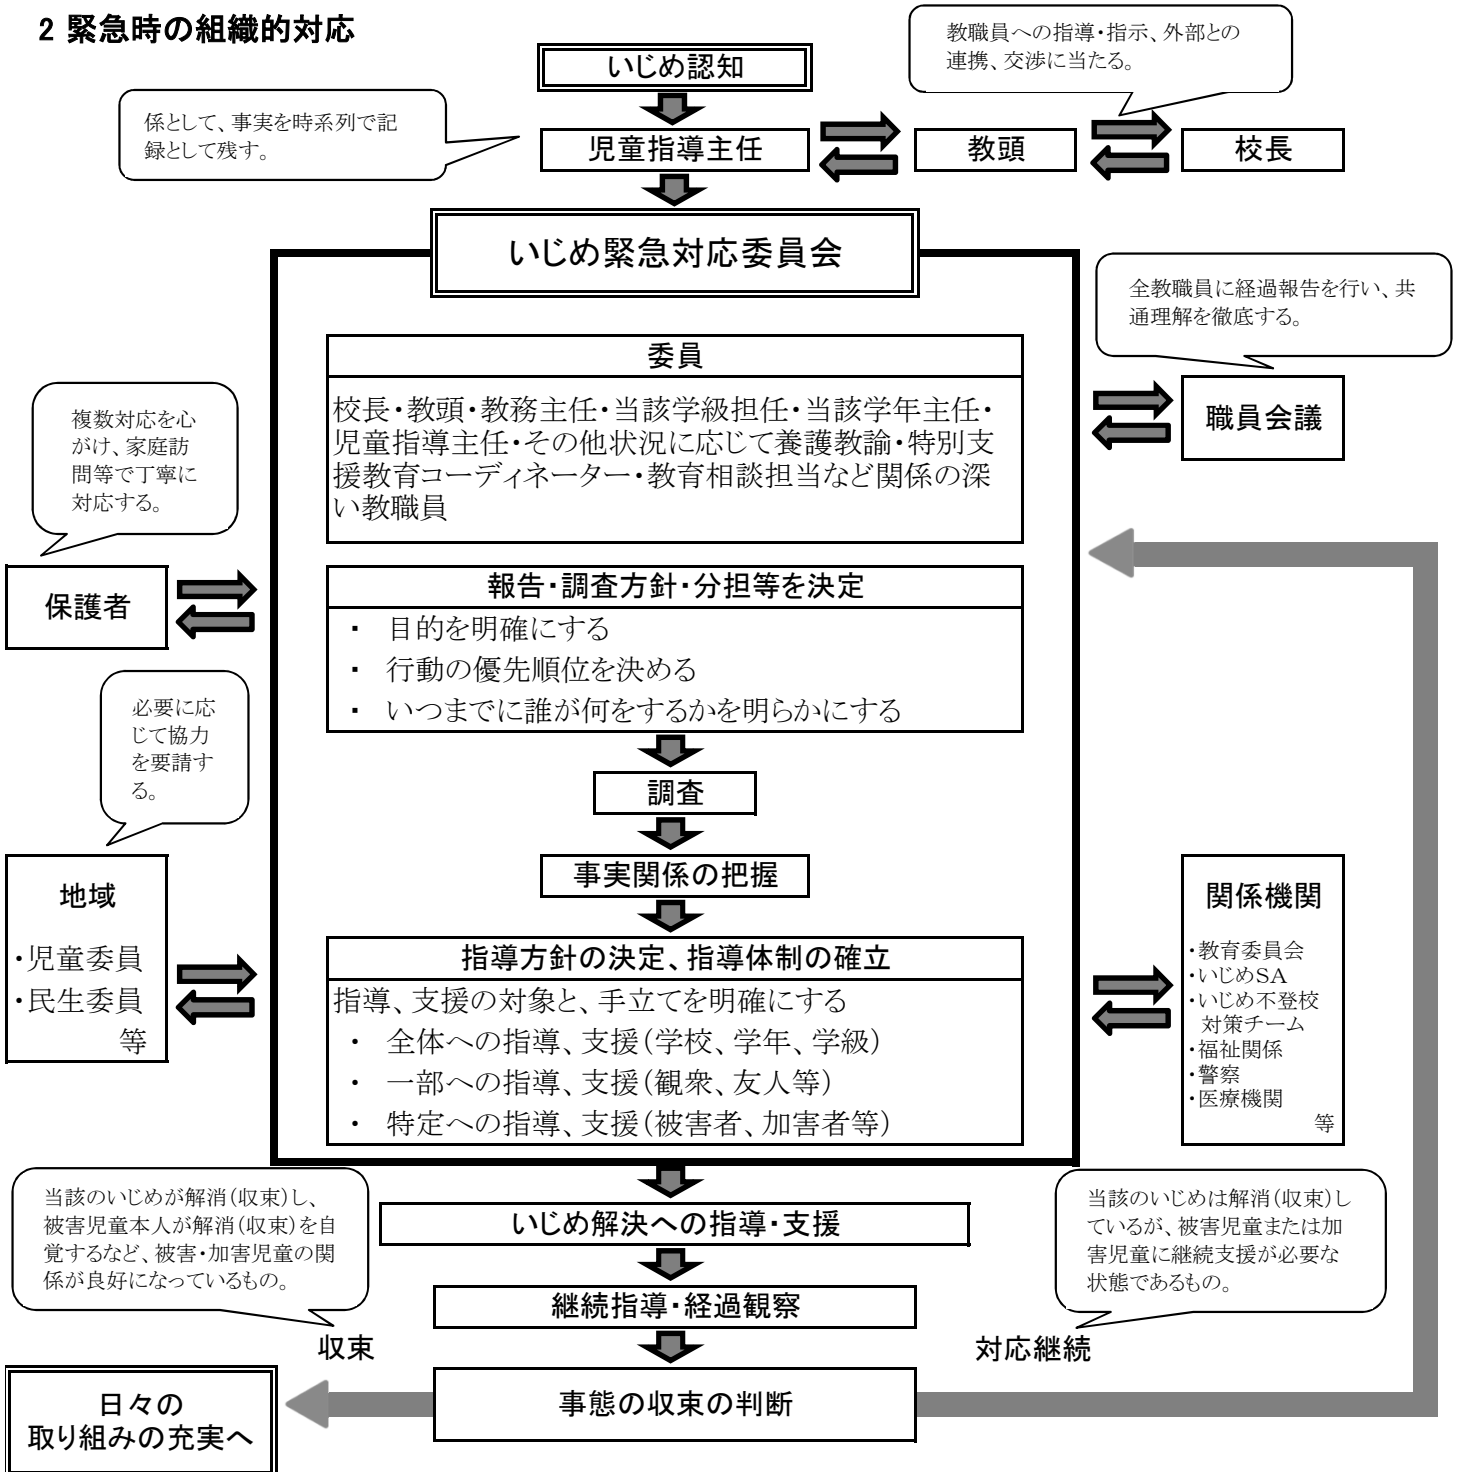 2 緊急時の組織的対応
教職員への指導・指示、外部との
連携、交渉に当たる。
いじめ認知
係として、事実を時系列で記
録として残す。
児童指導主任
教頭
校長
いじめ緊急対応委員会
全教職員に経過報告を行い、共
通理解を徹底する。
委員
校長・教頭・教務主任・当該学級担任・当該学年主任・
児童指導主任・その他状況に応じて養護教諭・特別支
援教育コーディネーター・教育相談担当など関係の深
い教職員
職員会議
複数対応を心
がけ、家庭訪
問等で丁寧に
対応する。
保護者
報告・調査方針・分担等を決定
・ 目的を明確にする
・ 行動の優先順位を決める
・ いつまでに誰が何をするかを明らかにする
必要に応
じて協力
を要請す
る。
調査
事実関係の把握
地域
・児童委員
・民生委員
等
関係機関
・教育委員会
・いじめSA
・いじめ不登校
対策チーム
・福祉関係
・警察
・医療機関
等
指導方針の決定、指導体制の確立
指導、支援の対象と、手立てを明確にする
・ 全体への指導、支援(学校、学年、学級)
・ 一部への指導、支援(観衆、友人等)
・ 特定への指導、支援(被害者、加害者等)
当該のいじめが解消(収束)し、
被害児童本人が解消(収束)を自
覚するなど、被害・加害児童の関
係が良好になっているもの。
いじめ解決への指導・支援
当該のいじめは解消(収束)し
ているが、被害児童または加
害児童に継続支援が必要な
状態であるもの。
継続指導・経過観察
収束
対応継続
事態の収束の判断
日々の
取り組みの充実へ